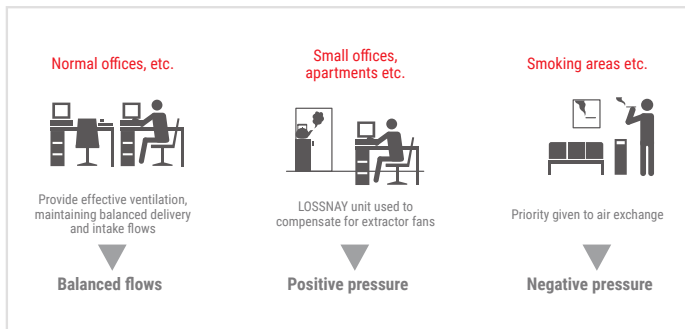 Normal offices, etc.
Small offices,
apartments etc.
Smoking areas etc.
Provide effective ventilation,
maintaining balanced delivery
and intake flows
LOSSNAY unit used to
compensate for extractor fans
Priority given to air exchange
Balanced flows
Positive pressure
Negative pressure